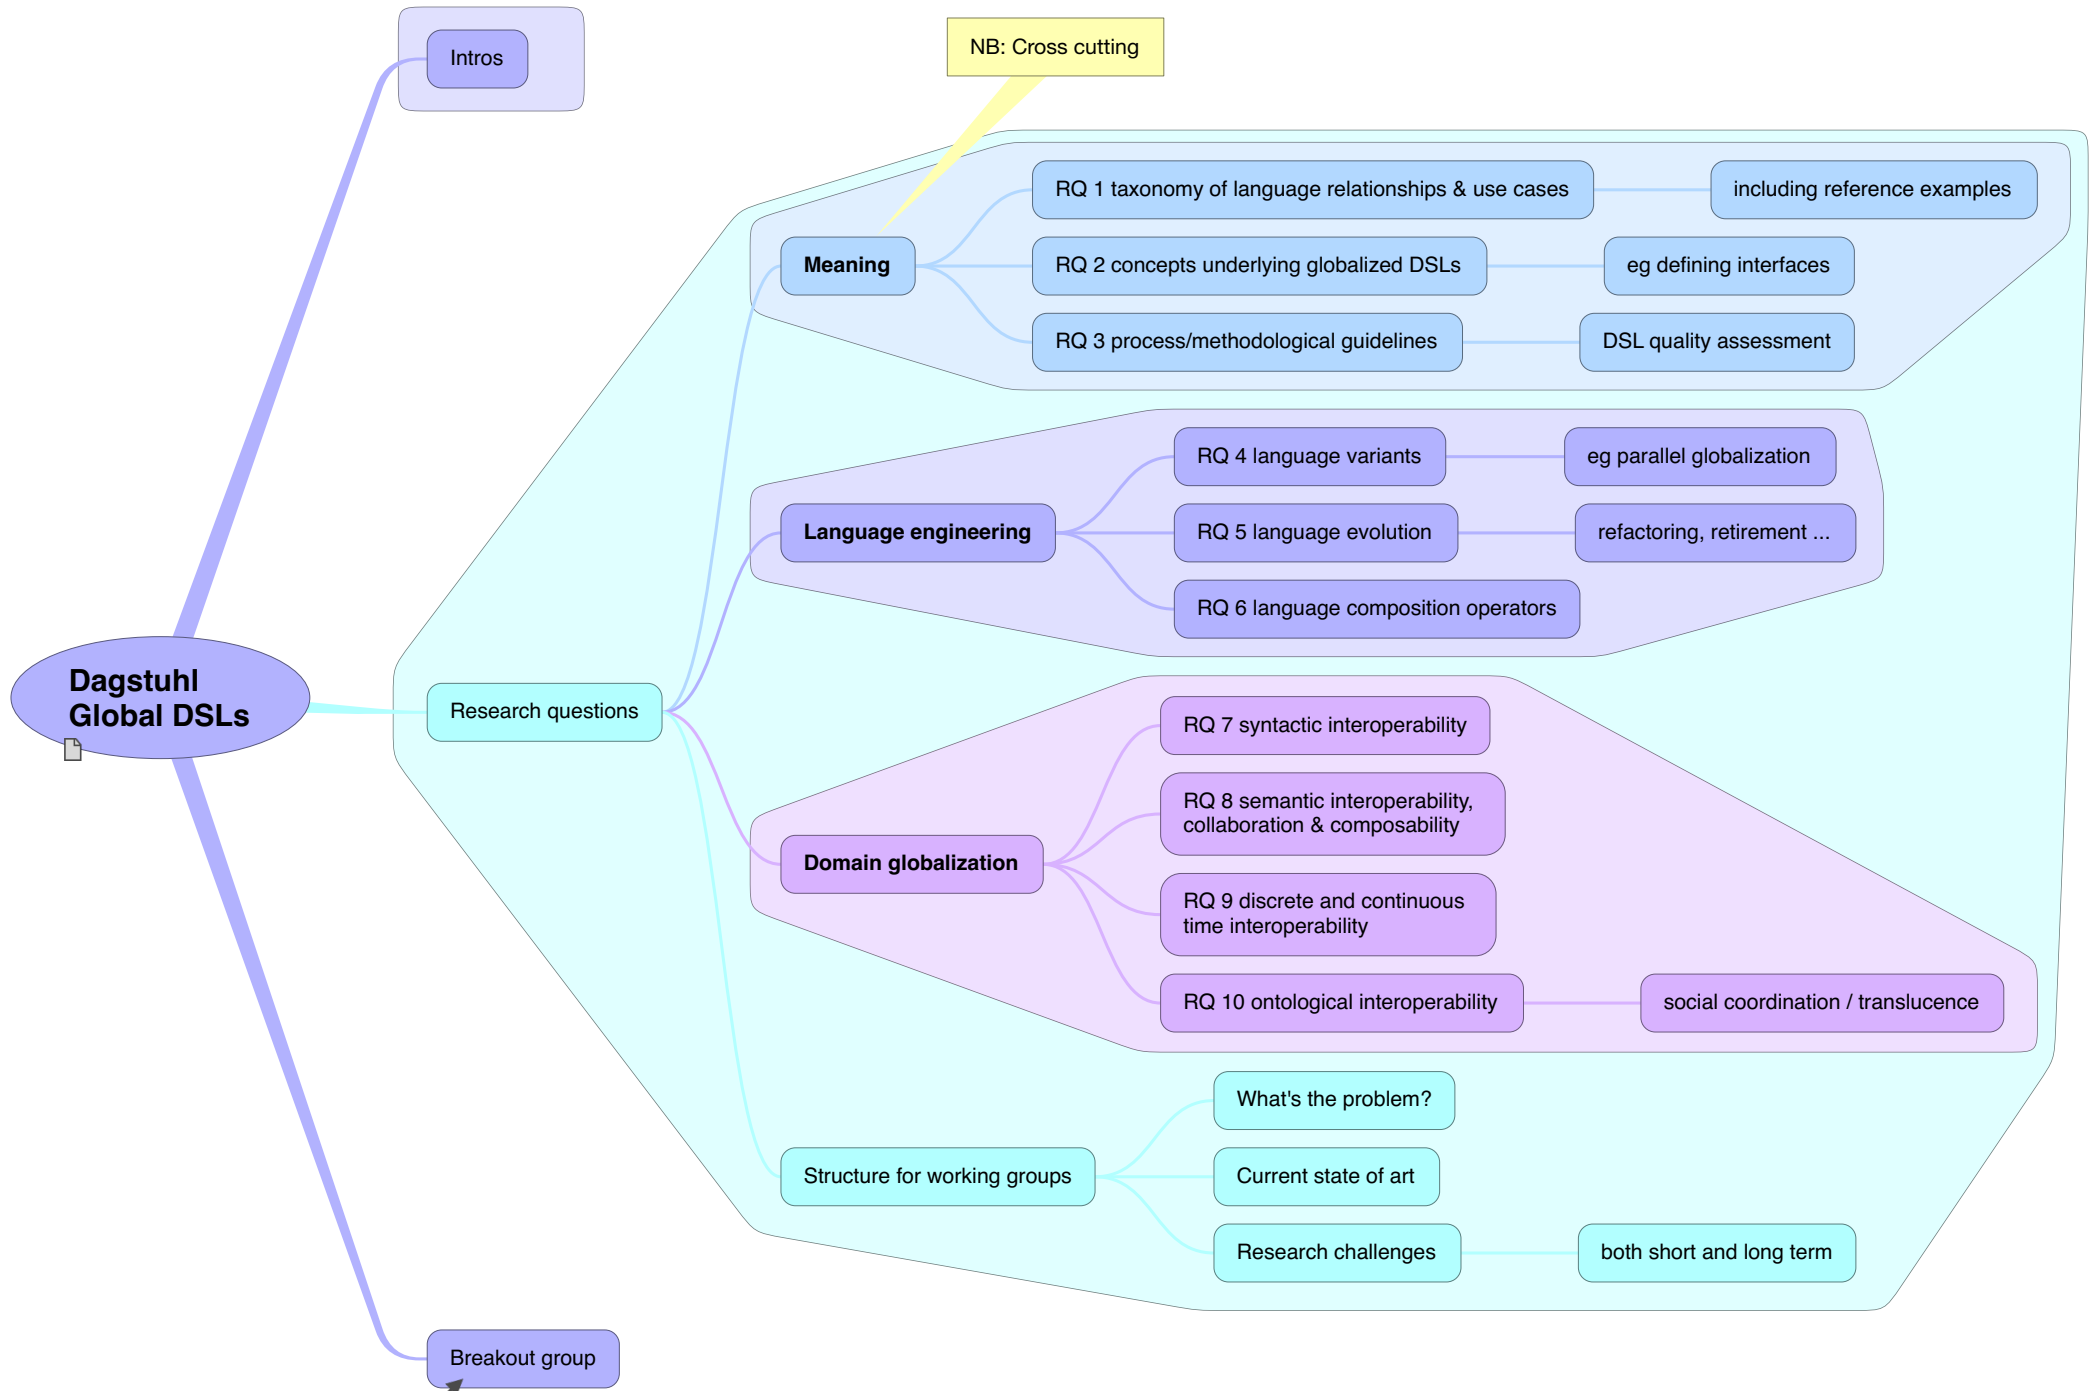 Intros
NB: Cross cutting
RQ 1 taxonomy of language relationships & use cases
including reference examples
Meaning
RQ 2 concepts underlying globalized DSLs
eg defining interfaces
RQ 3 process/methodological guidelines
DSL quality assessment
RQ 4 language variants
eg parallel globalization
Language engineering
RQ 5 language evolution
refactoring, retirement ...
RQ 6 language composition operators
Dagstuhl
Global DSLs
Research questions
RQ 7 syntactic interoperability
RQ 8 semantic interoperability,
collaboration & composability
Domain globalization
RQ 9 discrete and continuous
time interoperability
RQ 10 ontological interoperability
social coordination / translucence
What's the problem?
Structure for working groups
Current state of art
Research challenges
both short and long term
Breakout group